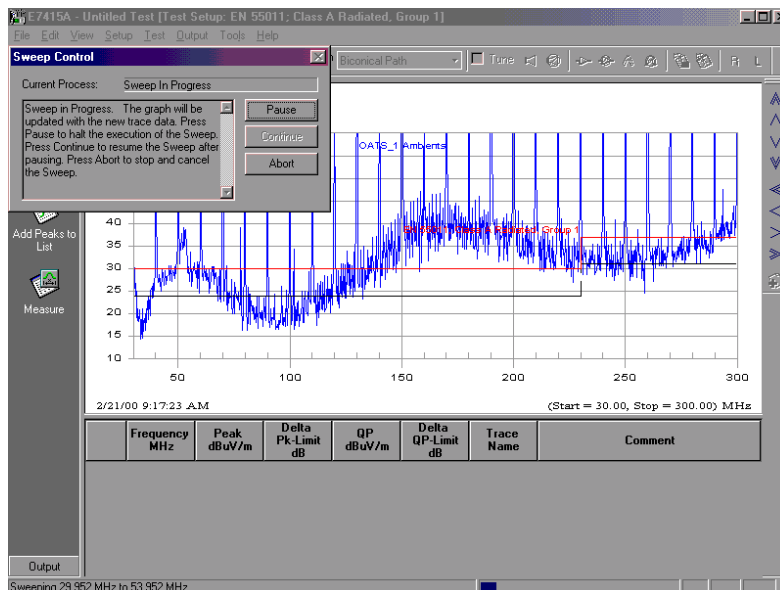 E7415A - Untitled Test [Test Setup: EN 55011; Class A Radiated, Group 1]
File Edit View Setup Test Output Tools Help
Sweep Control
Biconical Path
Tune
R L
Current Process: Sweep In Progress
Sweep in Progress. The graph will be
updated with the new trace data. Press
Pause to halt the execution of the Sweep.
Press Continue to resume the Sweep after
pausing. Press Abort to stop and cancel
the Sweep.
Pause
Continue
Abort
OATS_1 Ambients
55011; Class A Radiated, Group 1
Add Peaks to
List
Measure
40
35
30
25
20
15
10
50 100 150 200 250 300
2/21/00 9:17:23 AM
(Start = 30.00, Stop = 300.00) MHz
Frequency MHz
Peak dBuV/m
Delta Pk-Limit dB
QP dBuV/m
Delta QP-Limit dB
Trace Name
Comment
Output
Sweeping 29.952 MHz to 53.952 MHz